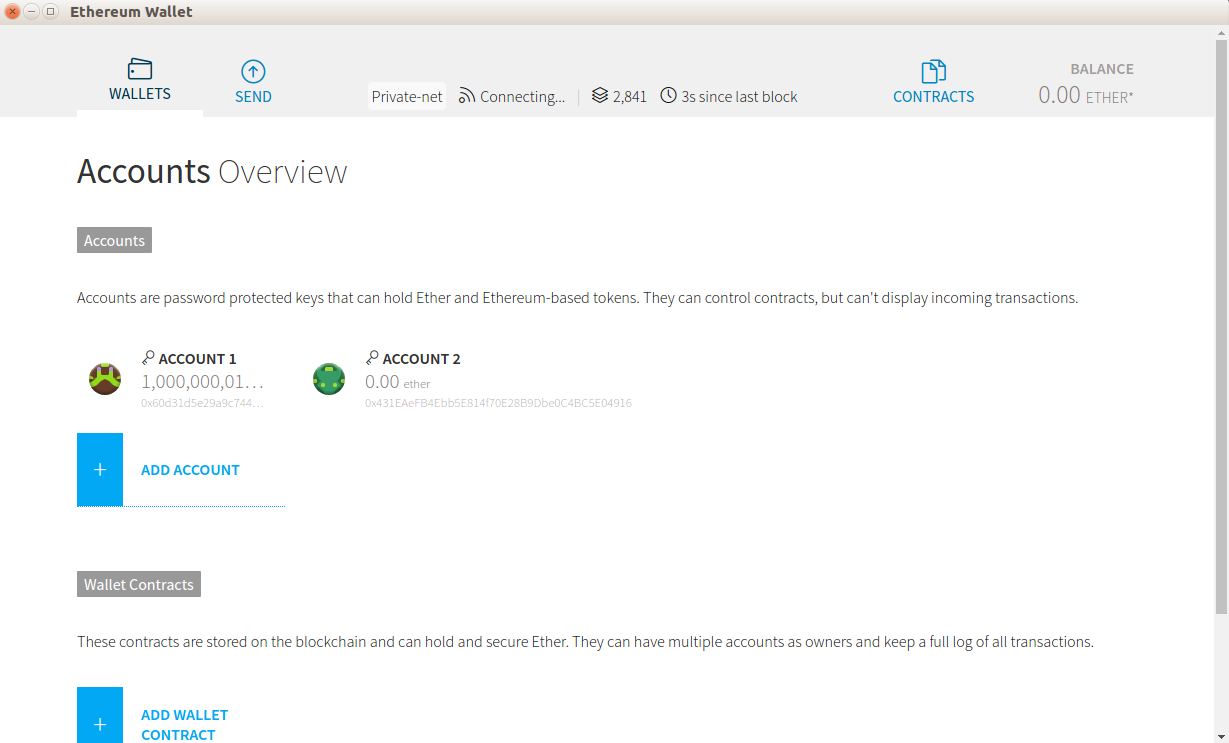 Ethereum Wallet
WALLETS
SEND
Private-net Connecting... | 2,841 3s since last block
CONTRACTS
BALANCE
0.00 ETHER*
Accounts Overview
Accounts
Accounts are password protected keys that can hold Ether and Ethereum-based tokens. They can control contracts, but can't display incoming transactions.
ACCOUNT 1
1,000,000,01…
0x60d31d5e29a9c744…
ACCOUNT 2
0.00 ether
0x431EAeFB4Ebb5E814f70E28B9Dbe0C4BC5E04916
+ ADD ACCOUNT
Wallet Contracts
These contracts are stored on the blockchain and can hold and secure Ether. They can have multiple accounts as owners and keep a full log of all transactions.
+ ADD WALLET
CONTRACT